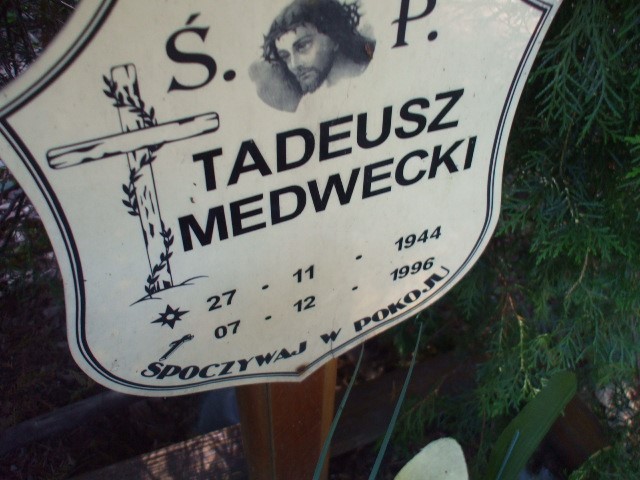 Ś. P.
TADEUSZ
MEDWECKI
27 - 11 - 1944
07 - 12 - 1996
SPOCZYWAJ W POKOJU